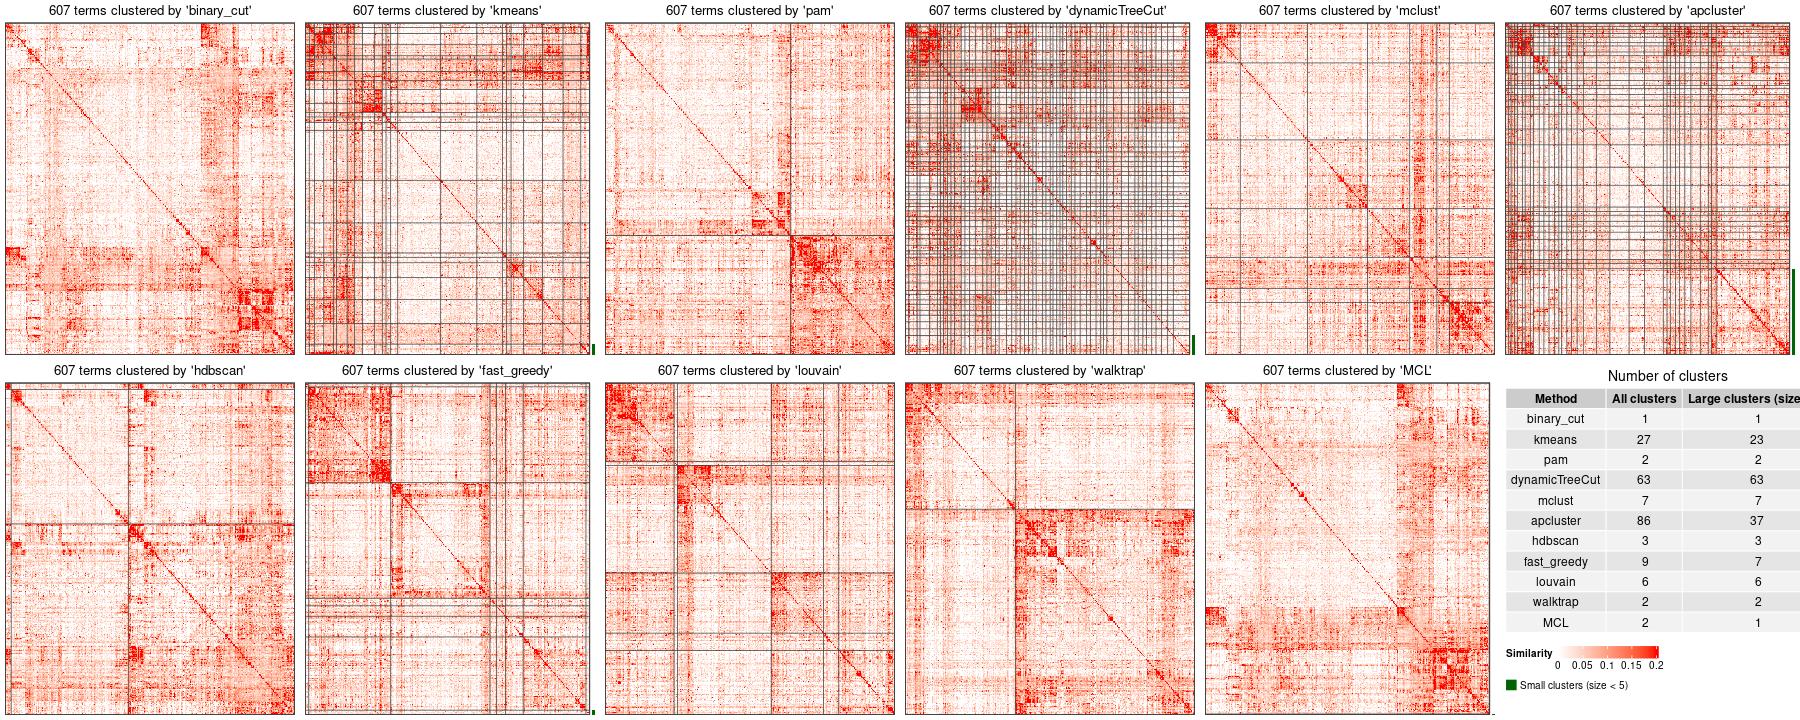 607 terms clustered by 'binary_cut'
607 terms clustered by 'kmeans'
607 terms clustered by 'pam'
607 terms clustered by 'dynamicTreeCut'
607 terms clustered by 'mclust'
607 terms clustered by 'apcluster'
607 terms clustered by 'hdbscan'
607 terms clustered by 'fast_greedy'
607 terms clustered by 'louvain'
607 terms clustered by 'walktrap'
607 terms clustered by 'MCL'
Number of clusters
Method All clusters Large clusters (size
binary_cut 1 1
kmeans 27 23
pam 2 2
dynamicTreeCut 63 63
mclust 7 7
apcluster 86 37
hdbscan 3 3
fast_greedy 9 7
louvain 6 6
walktrap 2 2
MCL 2 1
Similarity
0 0.05 0.1 0.15 0.2
Small clusters (size < 5)